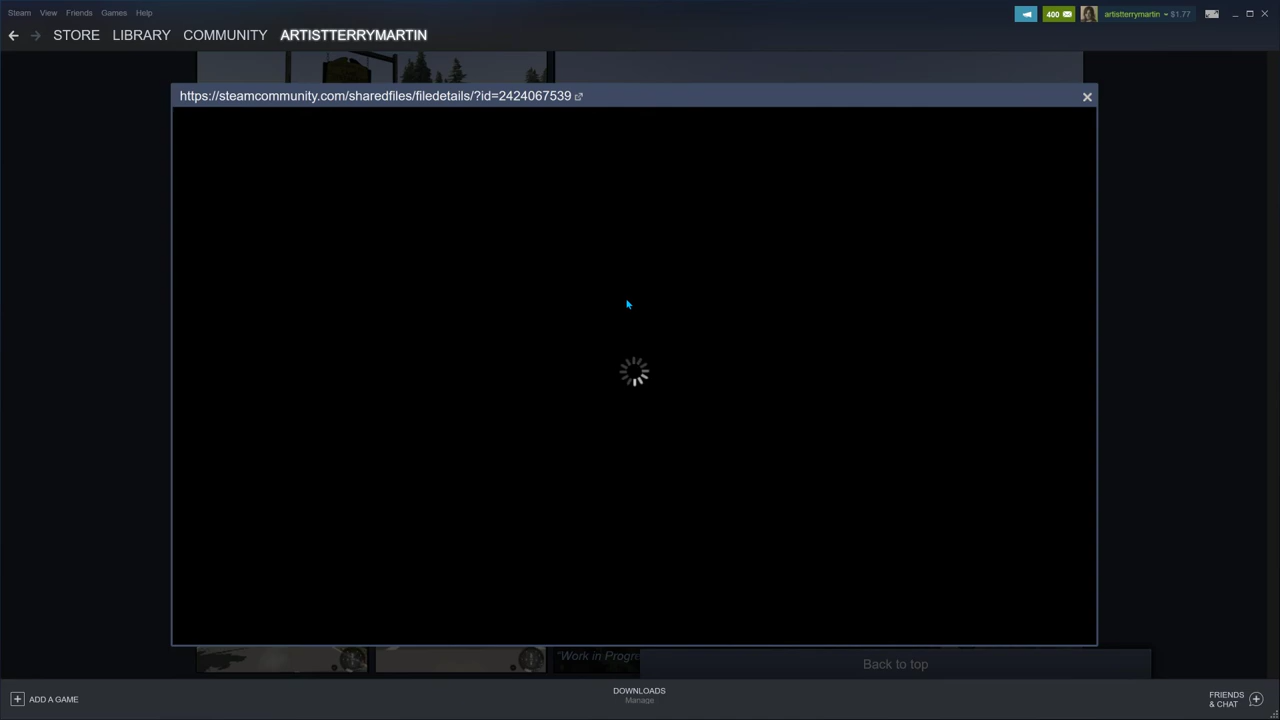 Steam View Friends Games Help
400 artistterrymartin $1.77
STORE LIBRARY COMMUNITY ARTISTTERRYMARTIN
https://steamcommunity.com/sharedfiles/filedetails/?id=2424067539
"Work in Progre
Back to top
ADD A GAME
DOWNLOADS
Manage
FRIENDS
& CHAT